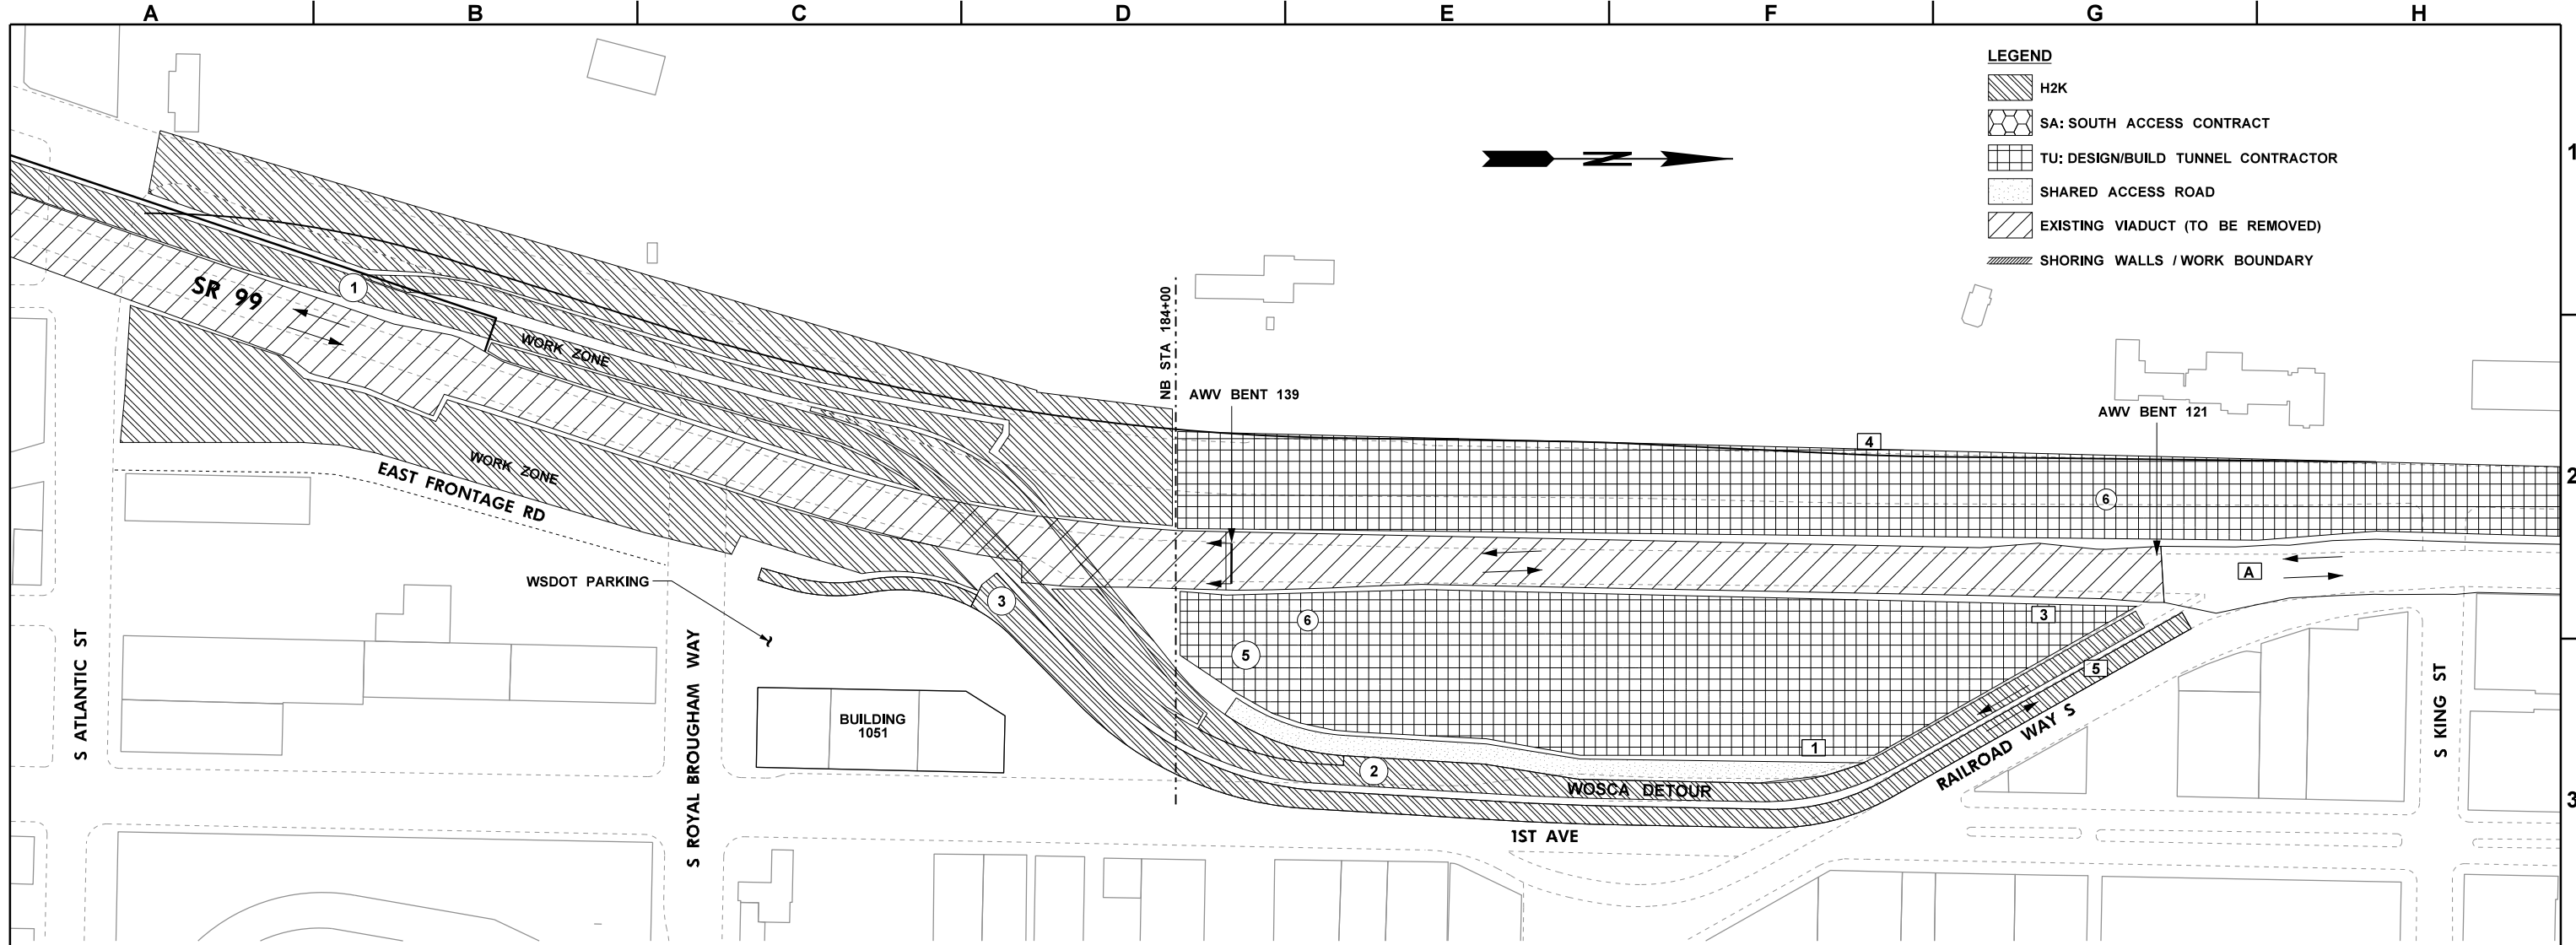 A B C D E F G H
LEGEND
H2K
SA: SOUTH ACCESS CONTRACT
TU: DESIGN/BUILD TUNNEL CONTRACTOR
SHARED ACCESS ROAD
EXISTING VIADUCT (TO BE REMOVED)
SHORING WALLS / WORK BOUNDARY
1
N
SR 99
1
WORK ZONE
NB STA 184+00
AWV BENT 139
AWV BENT 121
4
WORK ZONE
EAST FRONTAGE RD
6
2
WSDOT PARKING
A
3
6
3
5
5
S ATLANTIC ST
S ROYAL BROUGHAM WAY
BUILDING
1051
S KING ST
1
2
WOSCA DETOUR
RAILROAD WAY S
3
1ST AVE